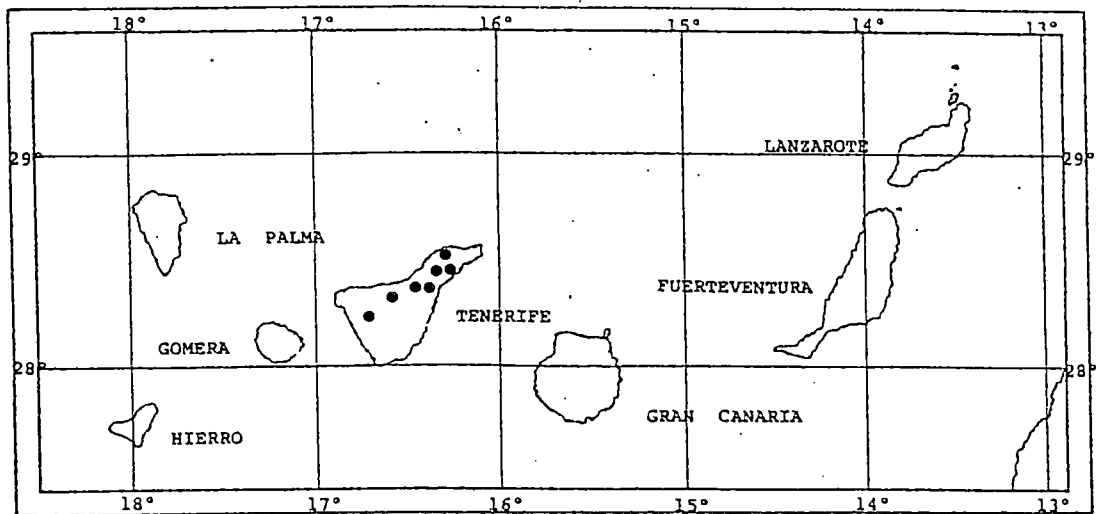 18° 17° 16° 15° 14° 13°
LANZAROTE
29° 29°
LA PALMA
FUERTEVENTURA
TENERIFE
GOMERA
28° 28°
GRAN CANARIA
HIERRO
18° 17° 16° 15° 14° 13°